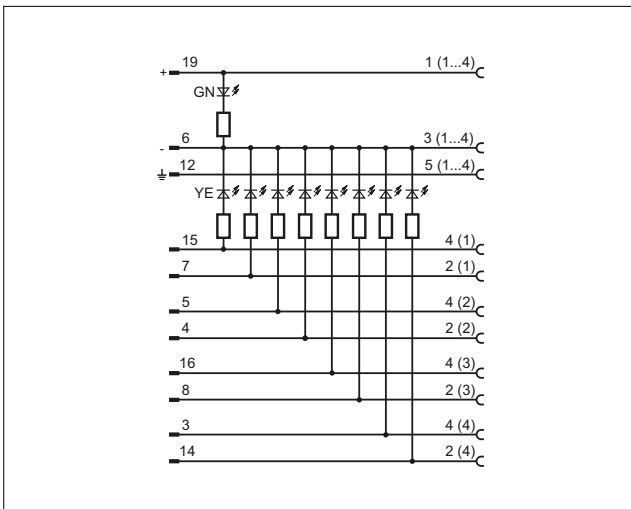 + 19 1 (1...4)
GN
- 6 3 (1...4)
12 5 (1...4)
YE
15 4 (1)
7 2 (1)
5 4 (2)
4 2 (2)
16 4 (3)
8 2 (3)
3 4 (4)
14 2 (4)